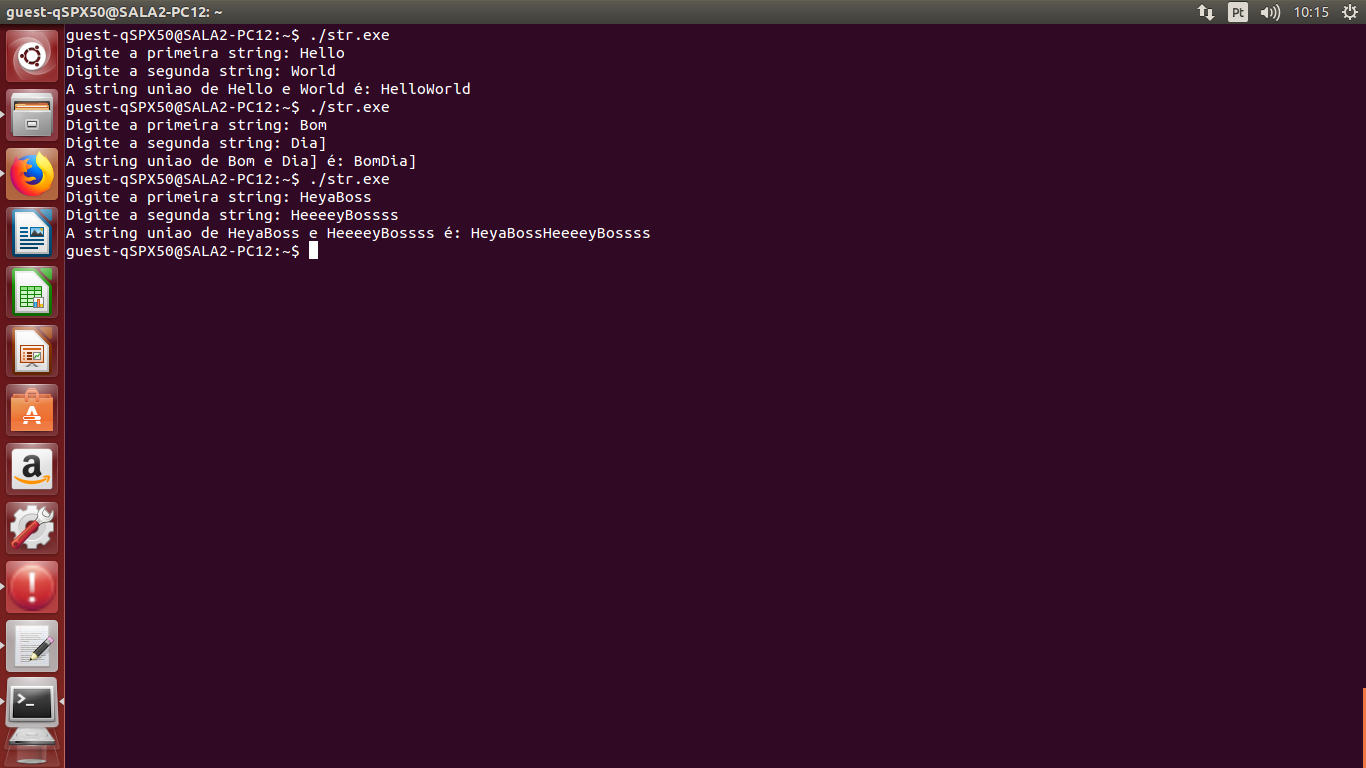 guest-qSPX50@SALA2-PC12: ~
Pt
10:15
guest-qSPX50@SALA2-PC12:~$ ./str.exe
Digite a primeira string: Hello
Digite a segunda string: World
A string uniao de Hello e World é: HelloWorld
guest-qSPX50@SALA2-PC12:~$ ./str.exe
Digite a primeira string: Bom
Digite a segunda string: Dia]
A string uniao de Bom e Dia] é: BomDia]
guest-qSPX50@SALA2-PC12:~$ ./str.exe
Digite a primeira string: HeyaBoss
Digite a segunda string: HeeeeyBossss
A string uniao de HeyaBoss e HeeeeyBossss é: HeyaBossHeeeeyBossss
guest-qSPX50@SALA2-PC12:~$